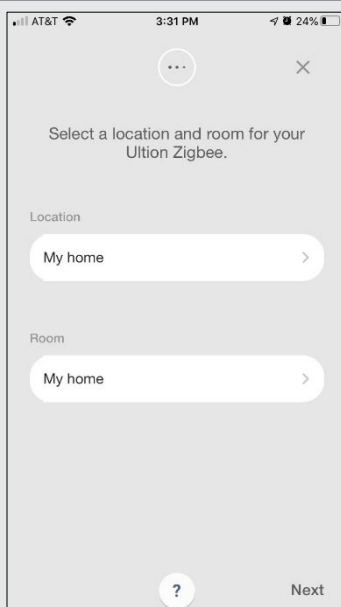 AT&T 3:31 PM 24%
Select a location and room for your
Ultion Zigbee.
Location
My home
Room
My home
?
Next